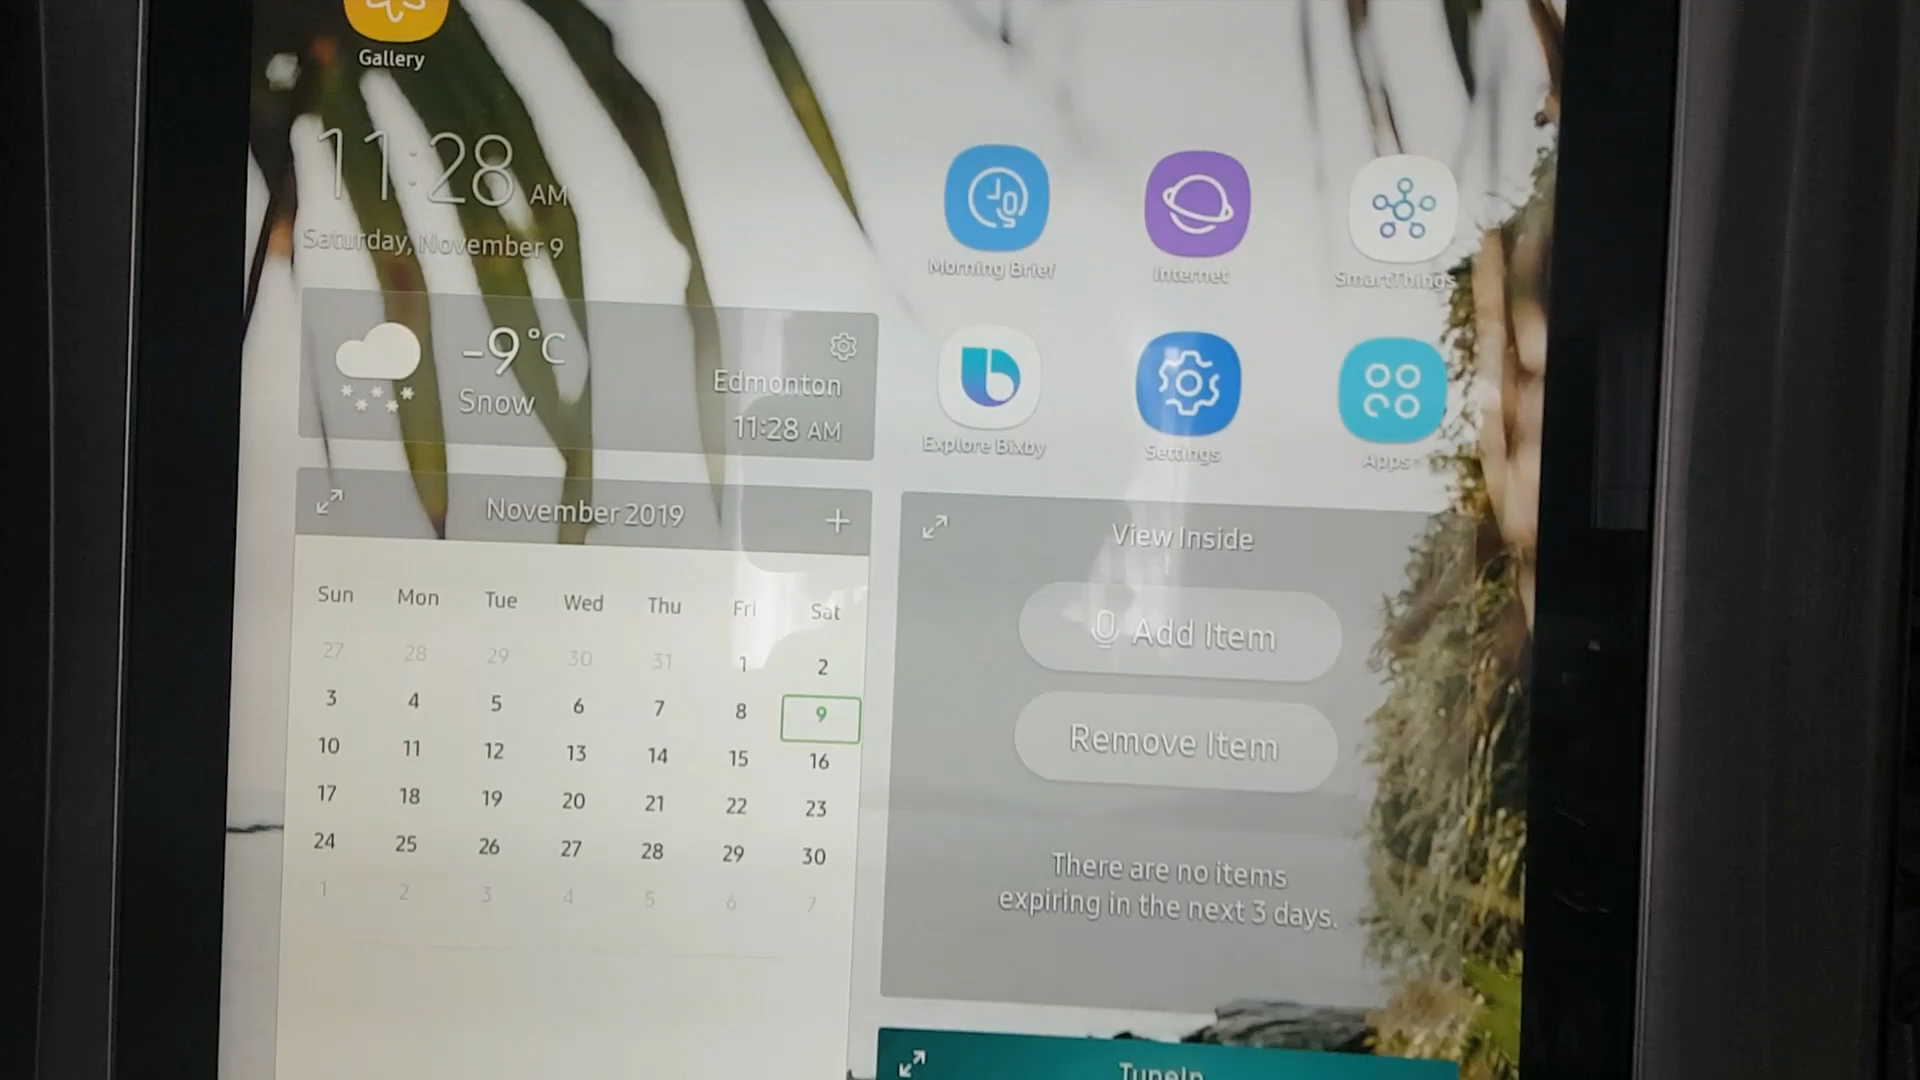 Gallery
11:28 AM
Saturday, November 9
Morning Brief
Internet
SmartThings
-9°C
Snow
Edmonton
11:28 AM
Explore Bixby
Settings
Apps
November 2019
Sun Mon Tue Wed Thu Fri Sat
27 28 29 30 31 1 2
3 4 5 6 7 8 9
10 11 12 13 14 15 16
17 18 19 20 21 22 23
24 25 26 27 28 29 30
1 2 3 4 5 6 7
View Inside
Add Item
Remove Item
There are no items
expiring in the next 3 days.
TuneIn